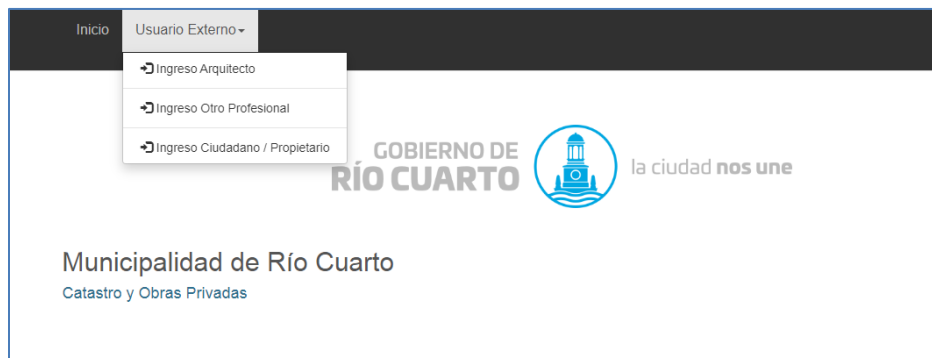 Inicio
Usuario Externo
Ingreso Arquitecto
Ingreso Otro Profesional
Ingreso Ciudadano / Propietario
GOBIERNO DE
RÍO CUARTO
la ciudad nos une
Municipalidad de Río Cuarto
Catastro y Obras Privadas